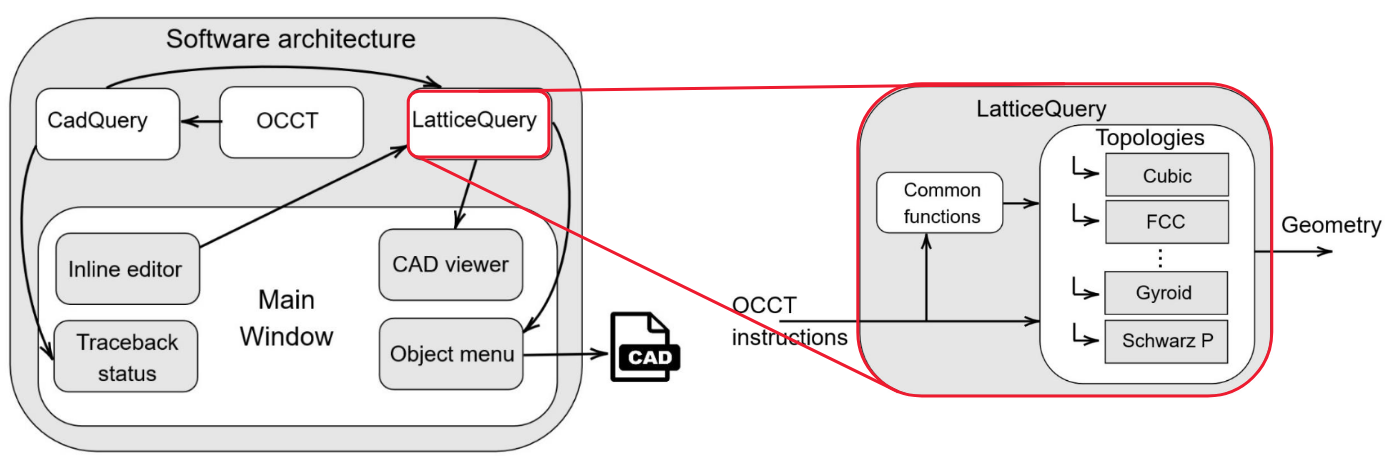 Software architecture
CadQuery
OCCT
LatticeQuery
Inline editor
CAD viewer
Main
Window
Traceback
status
Object menu
CAD
LatticeQuery
Topologies
Common
functions
Cubic
FCC
⋮
Gyroid
Schwarz P
OCCT
instructions
Geometry